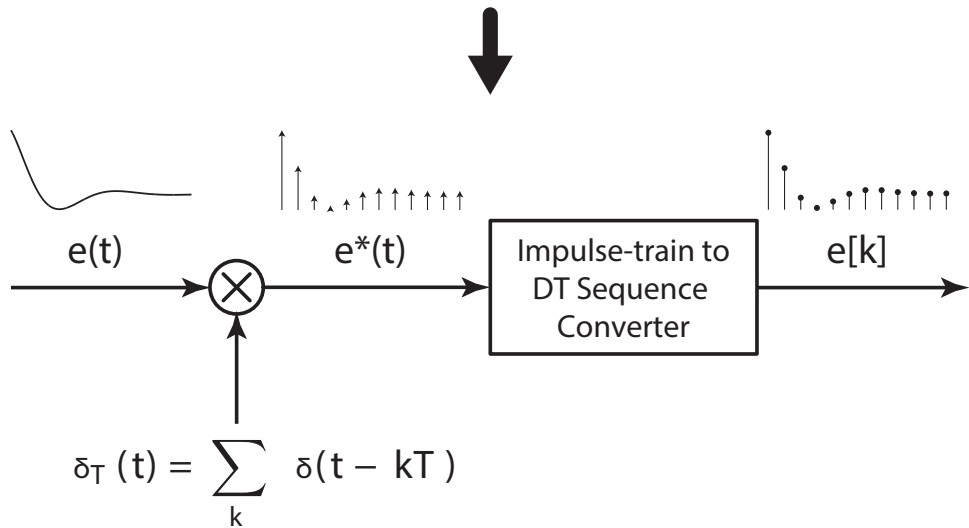 e(t)
e*(t)
Impulse-train to
DT Sequence
Converter
e[k]
δT (t) = ∑ δ(t − kT )
k